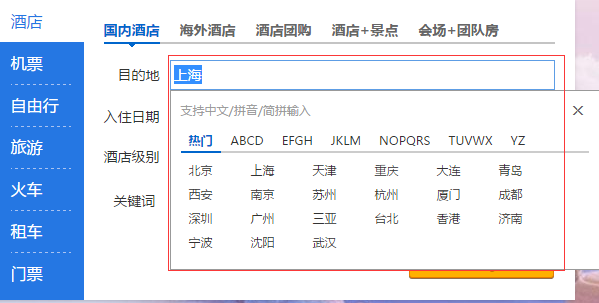 酒店
机票
自由行
旅游
火车
租车
门票
国内酒店 海外酒店 酒店团购 酒店+景点 会场+团队房
目的地 上海
入住日期
酒店级别
关键词
支持中文/拼音/简拼输入 ×
热门 ABCD EFGH JKLM NOPQRS TUVWX YZ
北京 上海 天津 重庆 大连 青岛
西安 南京 苏州 杭州 厦门 成都
深圳 广州 三亚 台北 香港 济南
宁波 沈阳 武汉